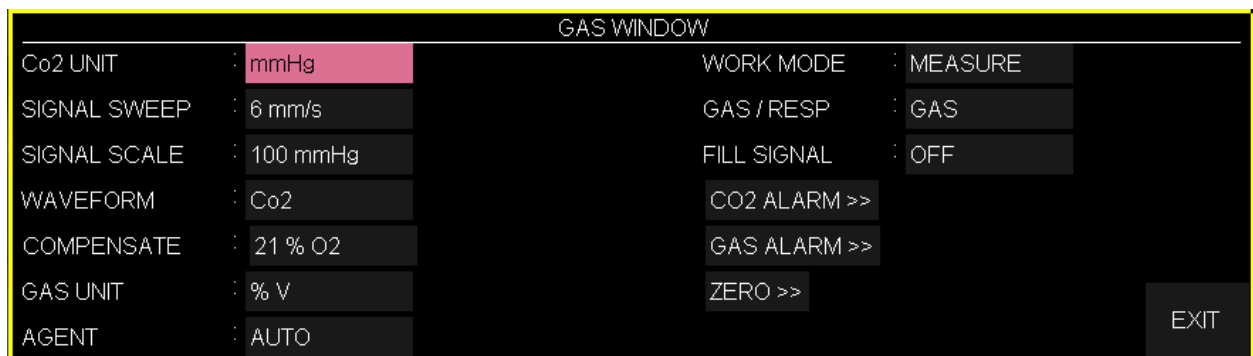 GAS WINDOW
Co2 UNIT : mmHg WORK MODE : MEASURE
SIGNAL SWEEP : 6 mm/s GAS / RESP : GAS
SIGNAL SCALE : 100 mmHg FILL SIGNAL : OFF
WAVEFORM : Co2 CO2 ALARM >>
COMPENSATE : 21 % O2 GAS ALARM >>
GAS UNIT : % V ZERO >>
AGENT : AUTO EXIT